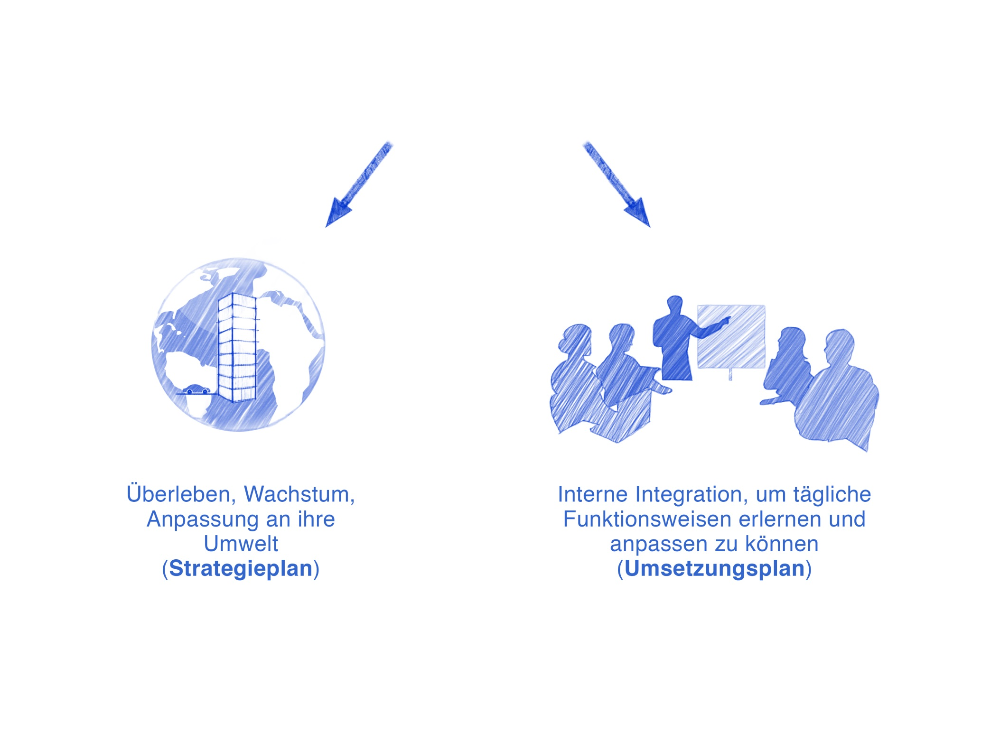 Überleben, Wachstum,
Anpassung an ihre
Umwelt
(Strategieplan)
Interne Integration, um tägliche
Funktionsweisen erlernen und
anpassen zu können
(Umsetzungsplan)